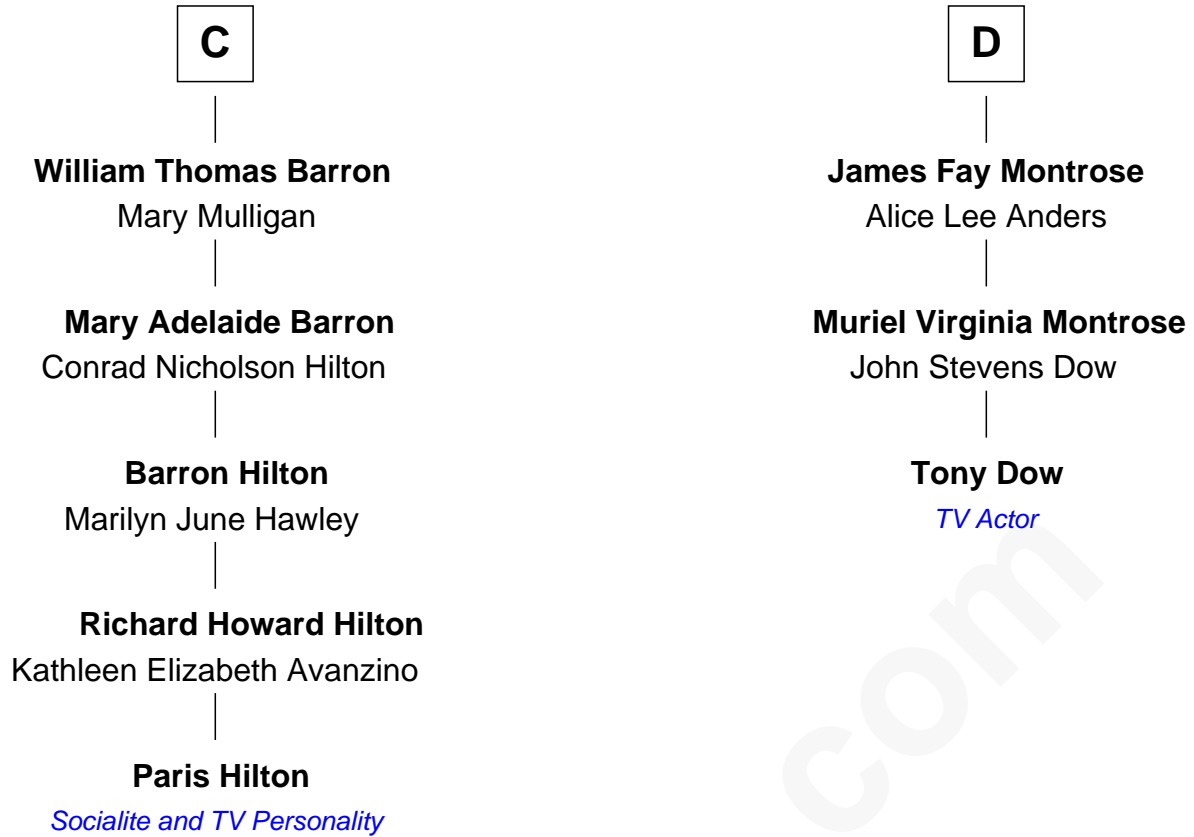 C
William Thomas Barron
Mary Mulligan
Mary Adelaide Barron
Conrad Nicholson Hilton
Barron Hilton
Marilyn June Hawley
Richard Howard Hilton
Kathleen Elizabeth Avanzino
Paris Hilton
Socialite and TV Personality
D
James Fay Montrose
Alice Lee Anders
Muriel Virginia Montrose
John Stevens Dow
Tony Dow
TV Actor
com